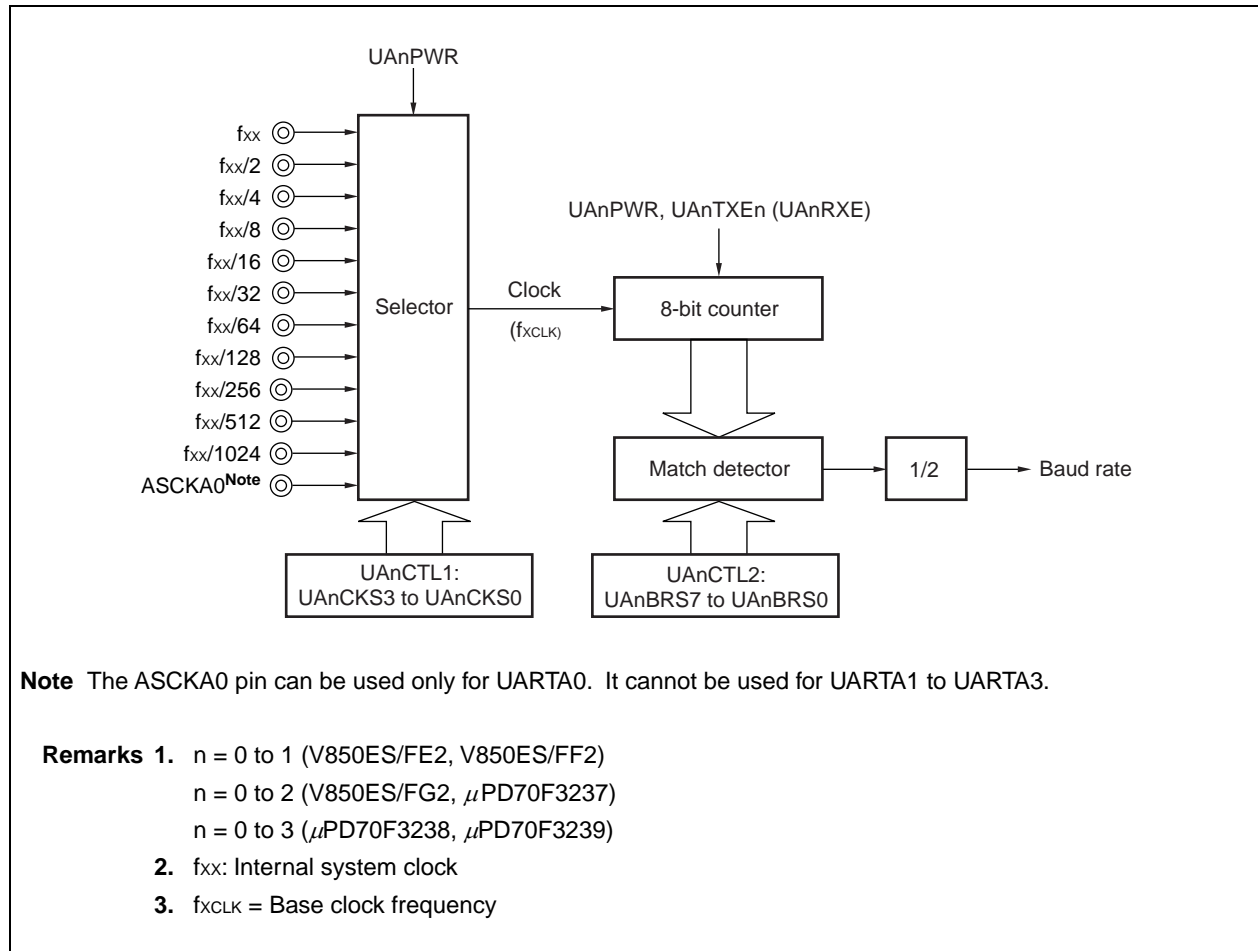 UAnPWR
fxx
fxx/2
fxx/4
fxx/8
fxx/16
fxx/32
fxx/64
fxx/128
fxx/256
fxx/512
fxx/1024
ASCKA0Note
Selector
Clock
(fXCLK)
UAnPWR, UAnTXEn (UAnRXE)
8-bit counter
Match detector
1/2
Baud rate
UAnCTL1:
UAnCKS3 to UAnCKS0
UAnCTL2:
UAnBRS7 to UAnBRS0
Note The ASCKA0 pin can be used only for UARTA0. It cannot be used for UARTA1 to UARTA3.
Remarks 1. n = 0 to 1 (V850ES/FE2, V850ES/FF2)
n = 0 to 2 (V850ES/FG2, μPD70F3237)
n = 0 to 3 (μPD70F3238, μPD70F3239)
2. fxx: Internal system clock
3. fXCLK = Base clock frequency